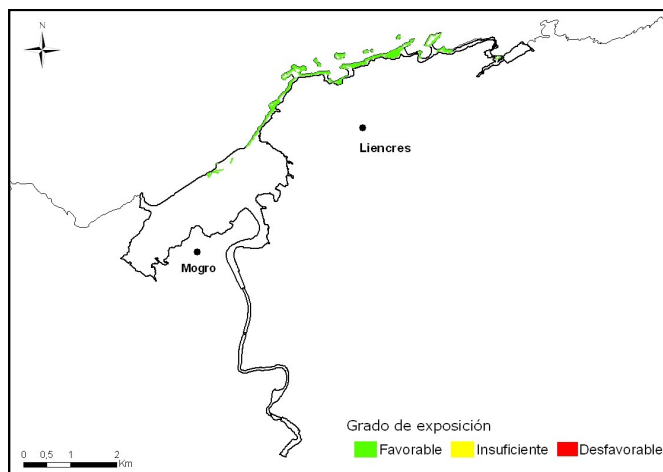 N
Liencres
Mogro
Grado de exposición
Favorable Insuficiente Desfavorable
0 0,5 1 2
Km